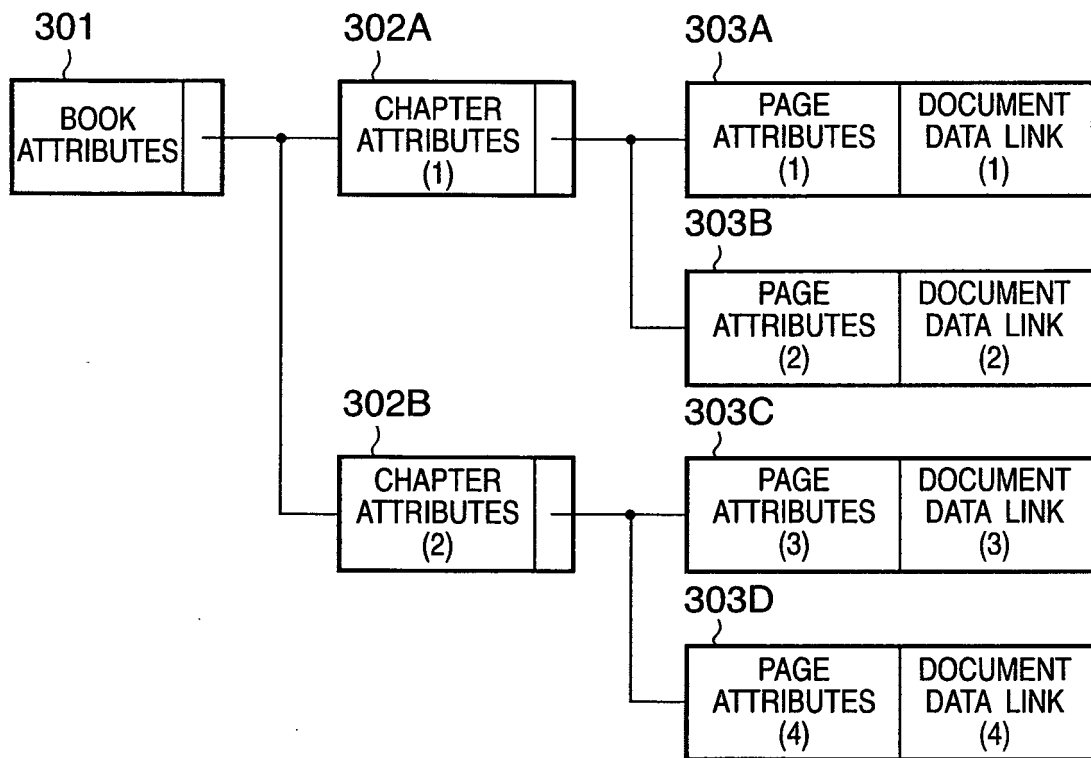 301
BOOK
ATTRIBUTES
302A
CHAPTER
ATTRIBUTES
(1)
303A
PAGE
ATTRIBUTES
(1)
DOCUMENT
DATA LINK
(1)
303B
PAGE
ATTRIBUTES
(2)
DOCUMENT
DATA LINK
(2)
302B
CHAPTER
ATTRIBUTES
(2)
303C
PAGE
ATTRIBUTES
(3)
DOCUMENT
DATA LINK
(3)
303D
PAGE
ATTRIBUTES
(4)
DOCUMENT
DATA LINK
(4)